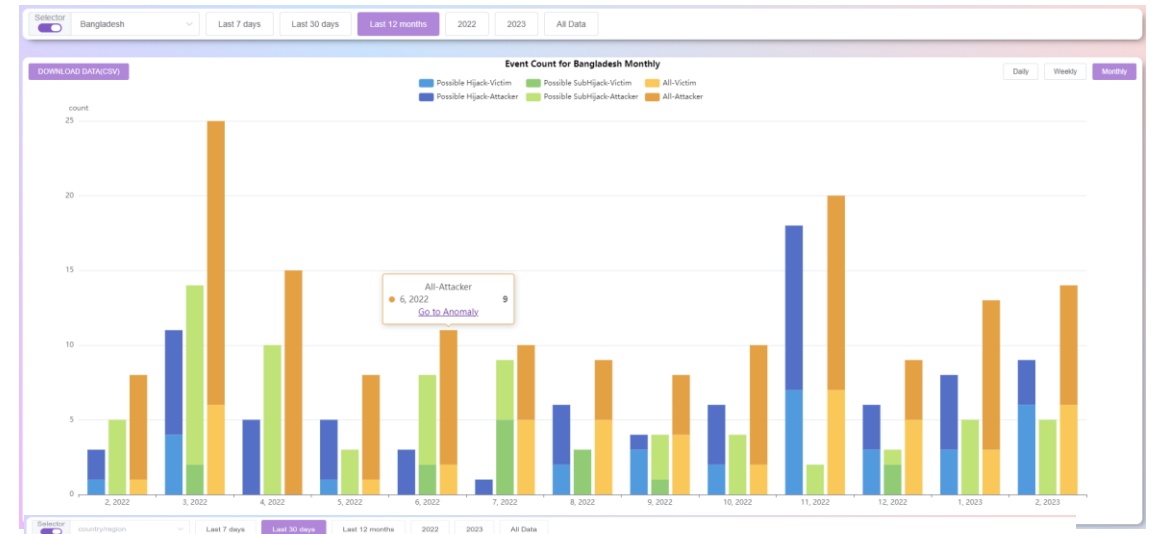 Selector
Bangladesh Last 7 days Last 30 days Last 12 months 2022 2023 All Data
DOWNLOAD DATA(CSV)
Event Count for Bangladesh Monthly
Daily Weekly Monthly
Possible Hijack-Victim Possible SubHijack-Victim All-Victim
Possible Hijack-Attacker Possible SubHijack-Attacker All-Attacker
count
25
20
15
All-Attacker
6, 2022 9
Go to Anomaly
10
5
0
2, 2022 3, 2022 4, 2022 5, 2022 6, 2022 7, 2022 8, 2022 9, 2022 10, 2022 11, 2022 12, 2022 1, 2023 2, 2023
Selector
country/region Last 7 days Last 30 days Last 12 months 2022 2023 All Data